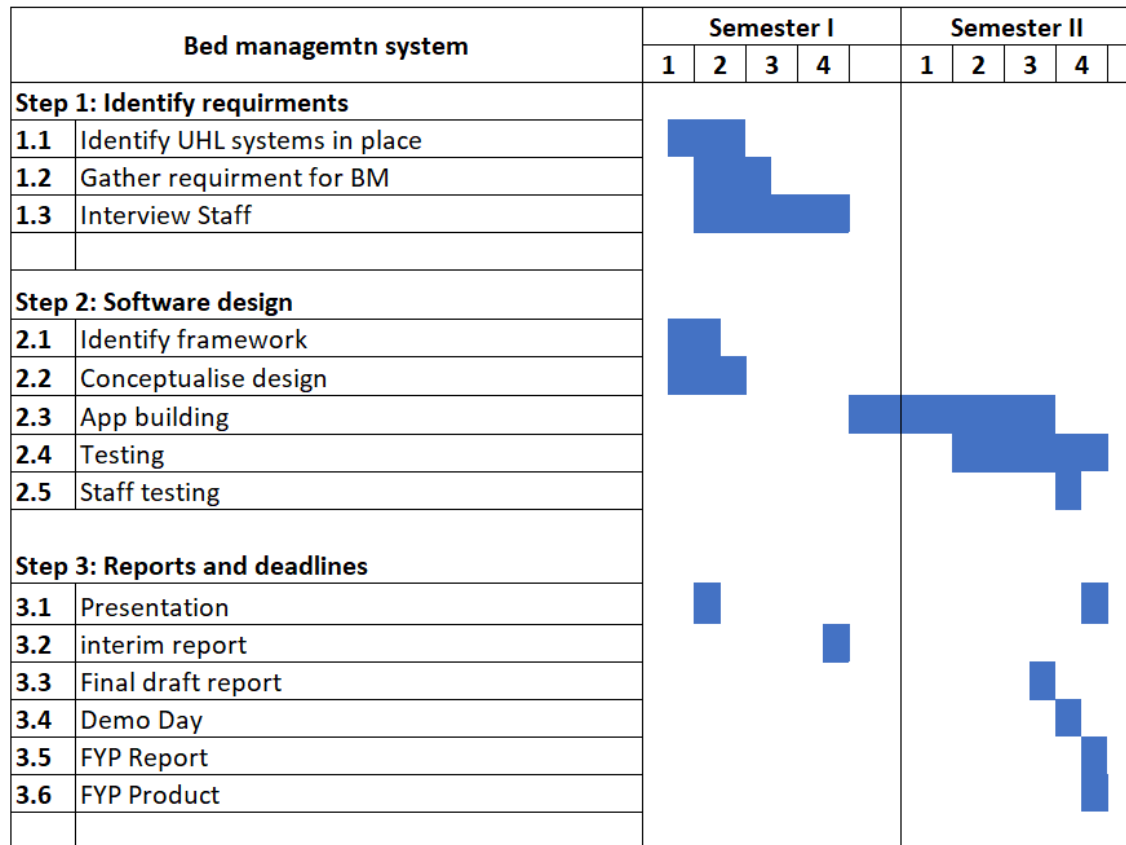 Bed managemtn system Semester I Semester II
1 2 3 4 1 2 3 4
Step 1: Identify requirments
1.1 Identify UHL systems in place
1.2 Gather requirment for BM
1.3 Interview Staff
Step 2: Software design
2.1 Identify framework
2.2 Conceptualise design
2.3 App building
2.4 Testing
2.5 Staff testing
Step 3: Reports and deadlines
3.1 Presentation
3.2 interim report
3.3 Final draft report
3.4 Demo Day
3.5 FYP Report
3.6 FYP Product